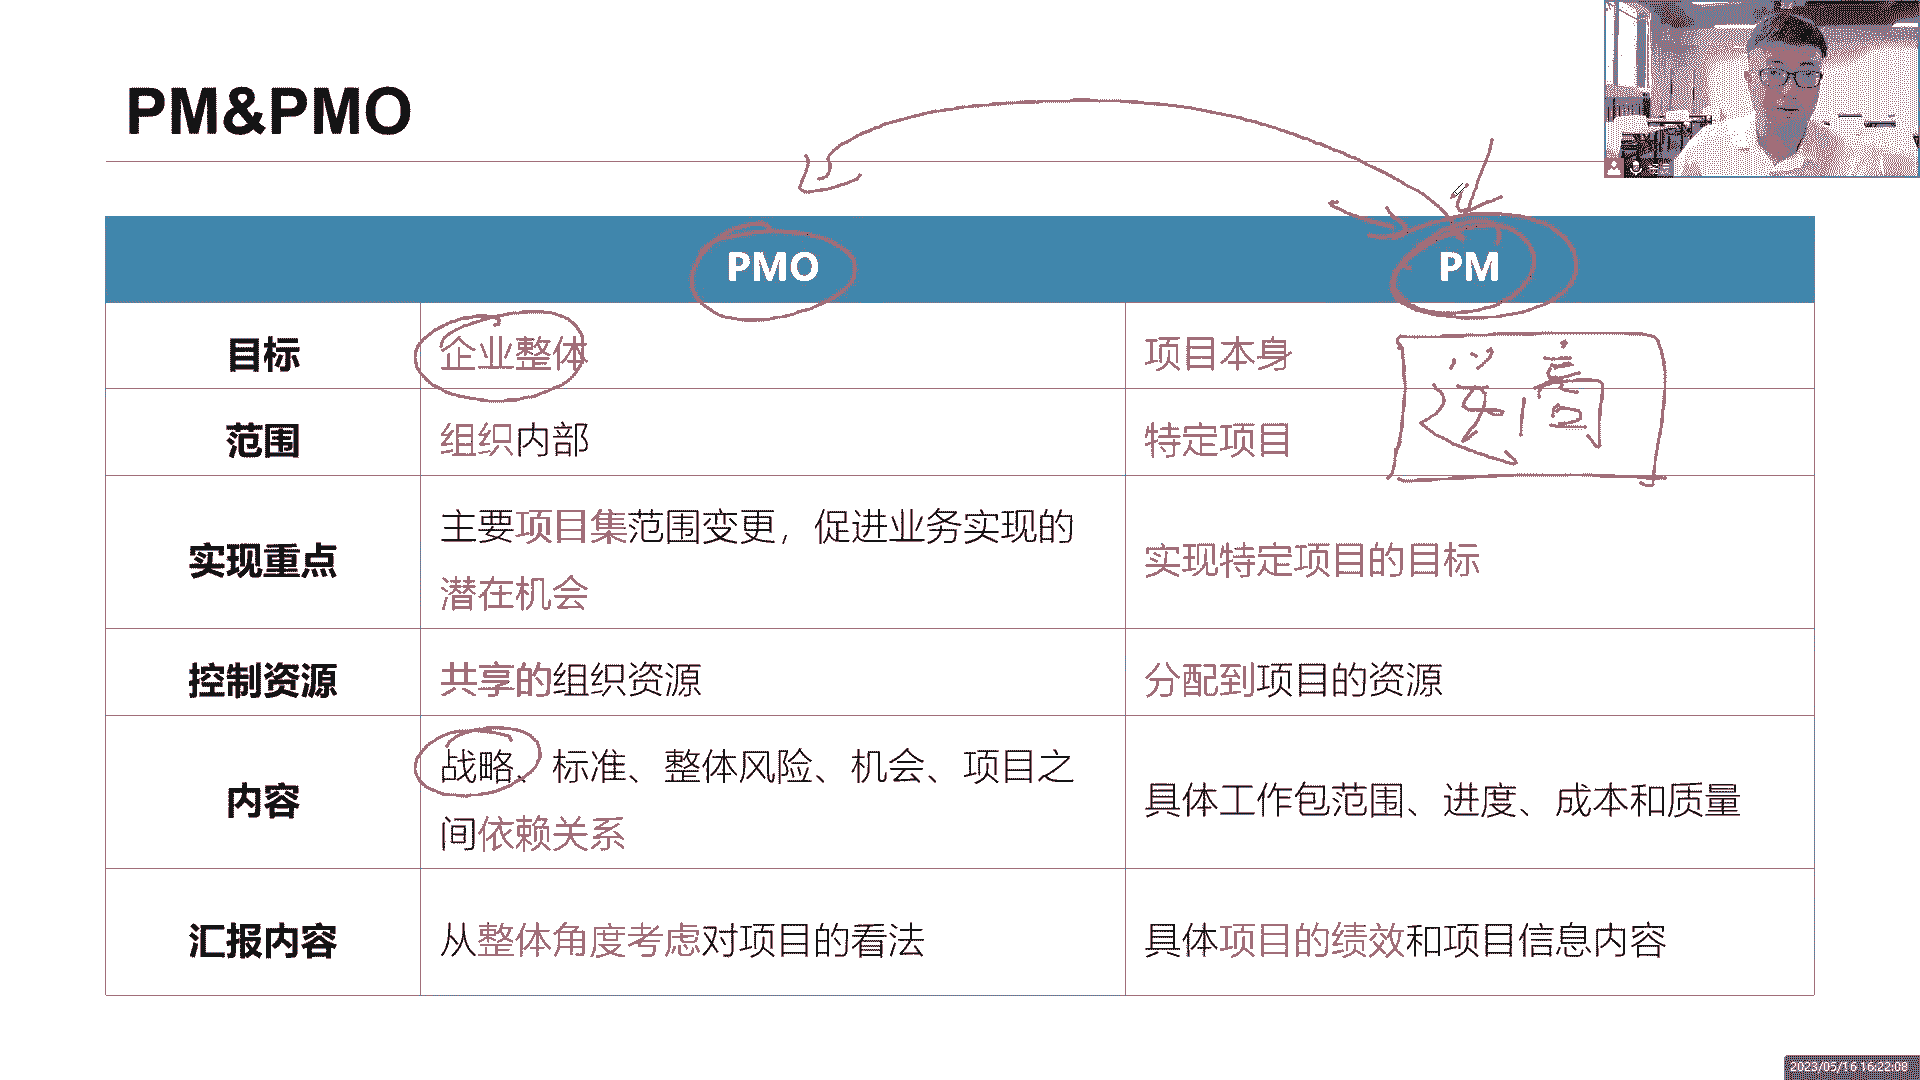 PM&PMO
PMO
PM
目标
企业整体
项目本身
范围
组织内部
特定项目
实现重点
主要项目集范围变更，促进业务实现的
潜在机会
实现特定项目的目标
控制资源
共享的组织资源
分配到项目的资源
内容
战略、标准、整体风险、机会、项目之
间依赖关系
具体工作包范围、进度、成本和质量
汇报内容
从整体角度考虑对项目的看法
具体项目的绩效和项目信息内容
2023/05/16 16:22:08